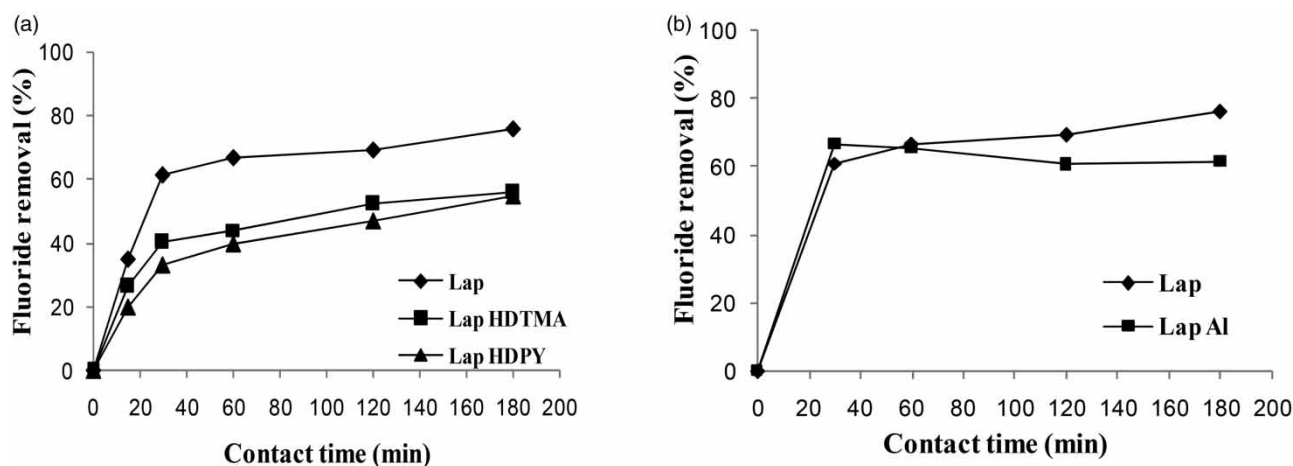 (a)
Fluoride removal (%)
100
80
60
40
20
0
0 20 40 60 80 100 120 140 160 180 200
Contact time (min)
Lap
Lap HDTMA
Lap HDPY
(b)
Fluoride removal (%)
100
80
60
40
20
0
0 20 40 60 80 100 120 140 160 180 200
Contact time (min)
Lap
Lap Al